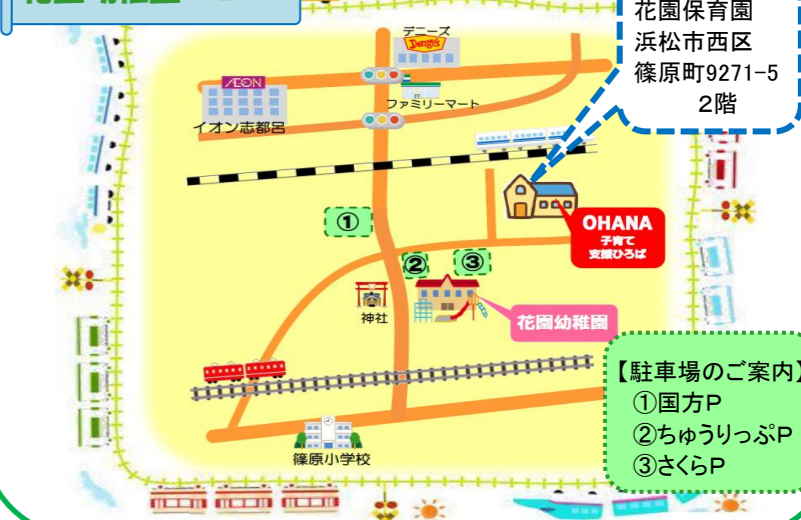 花園保育園
浜松市西区
篠原町9271-5
2階
デニーズ
Denny's
AEON
ファミリーマート
イオン志都呂
①
OHANA
子育て
支援ひろば
②
③
神社
花園幼稚園
【駐車場のご案内】
①国方P
②ちゅうりっぷP
③さくらP
篠原小学校